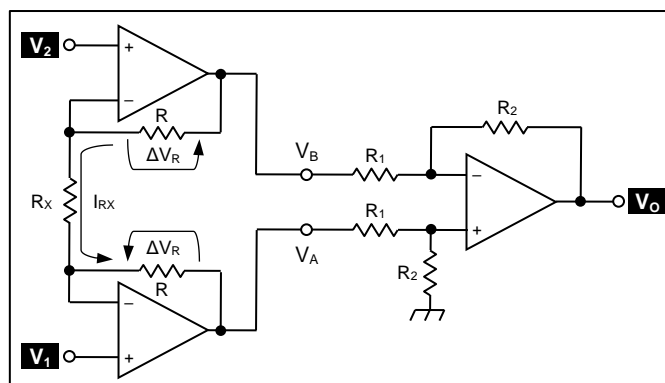 V2
+
−
R
R2
ΔVR
VB
R1
−
RX
IRX
VO
+
ΔVR
R1
R
VA
R2
−
V1
+